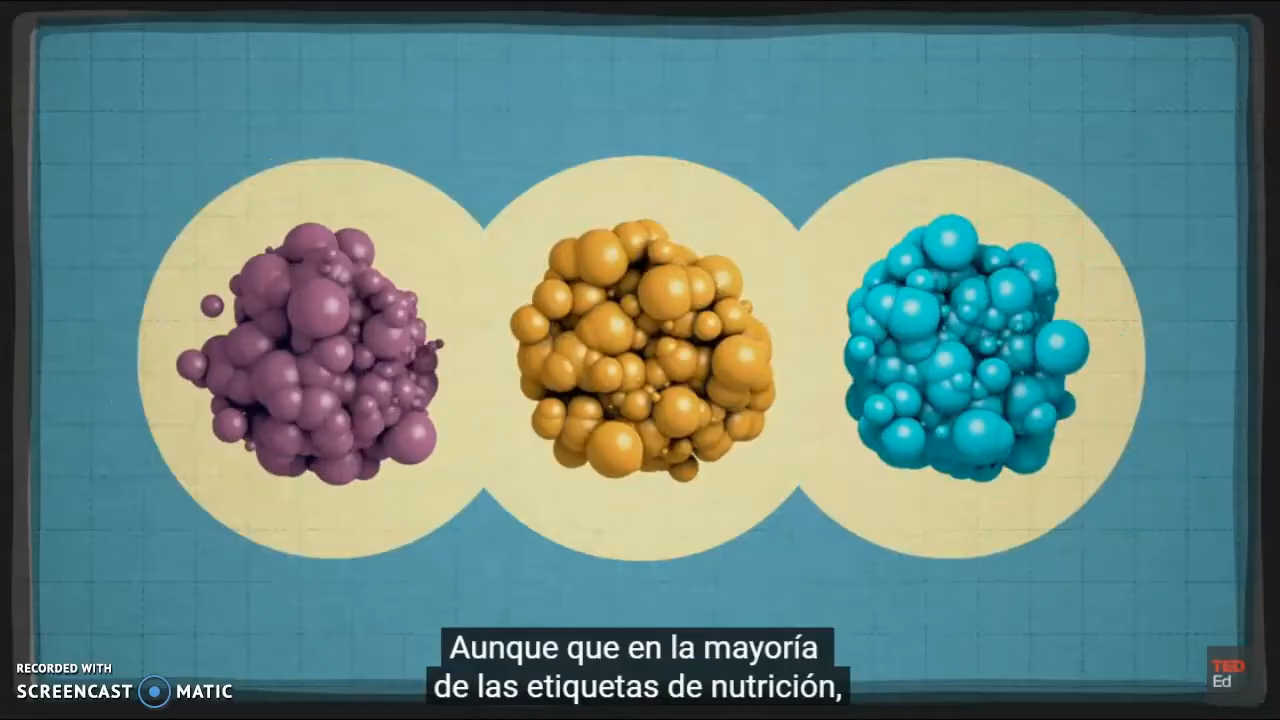 Aunque que en la mayoría
de las etiquetas de nutrición,
RECORDED WITH
SCREENCAST MATIC
TED
Ed